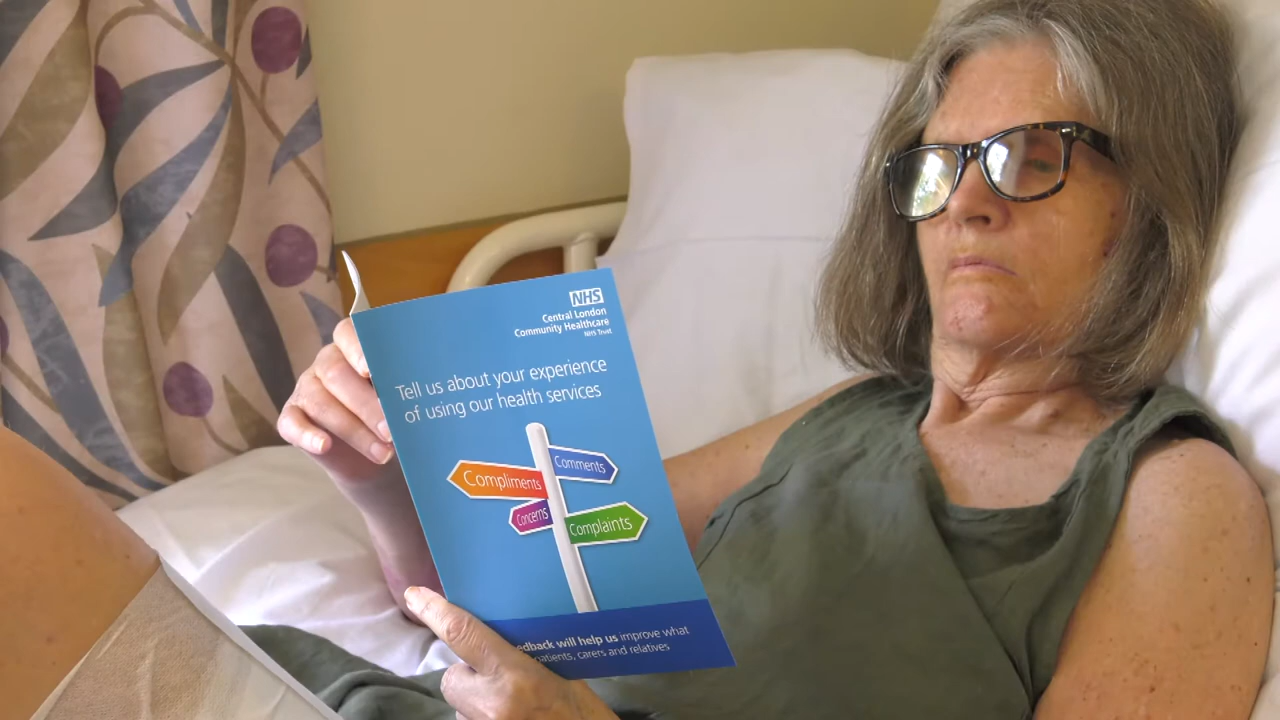 NHS
Central London
Community Healthcare
NHS Trust
Tell us about your experience
of using our health services
Comments
Compliments
Concerns
Complaints
edback will help us improve what
patients, carers and relatives